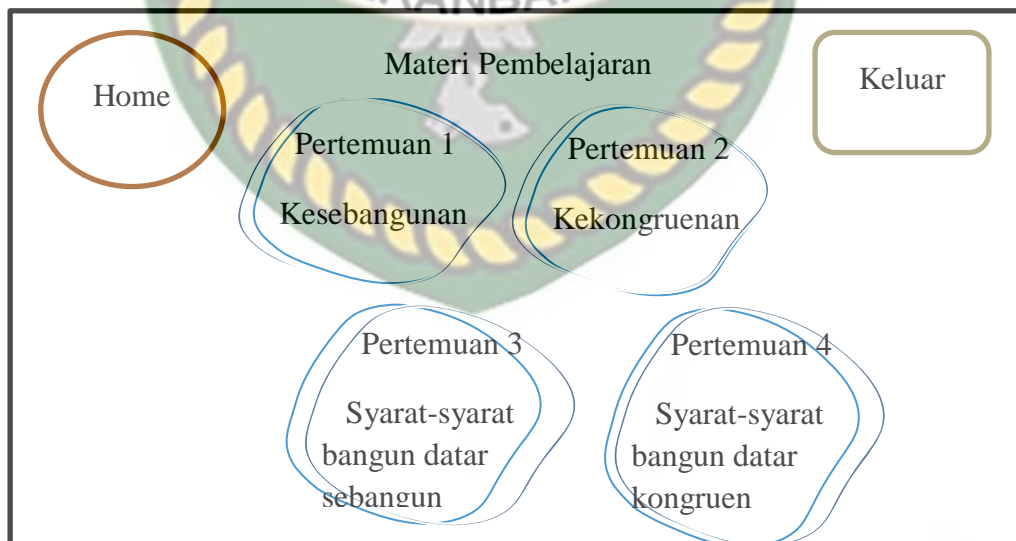 Materi Pembelajaran
Home
Keluar
Pertemuan 1
Kesebangunan
Pertemuan 2
Kekongruenan
Pertemuan 3
Syarat-syarat
bangun datar
sebangun
Pertemuan 4
Syarat-syarat
bangun datar
kongruen